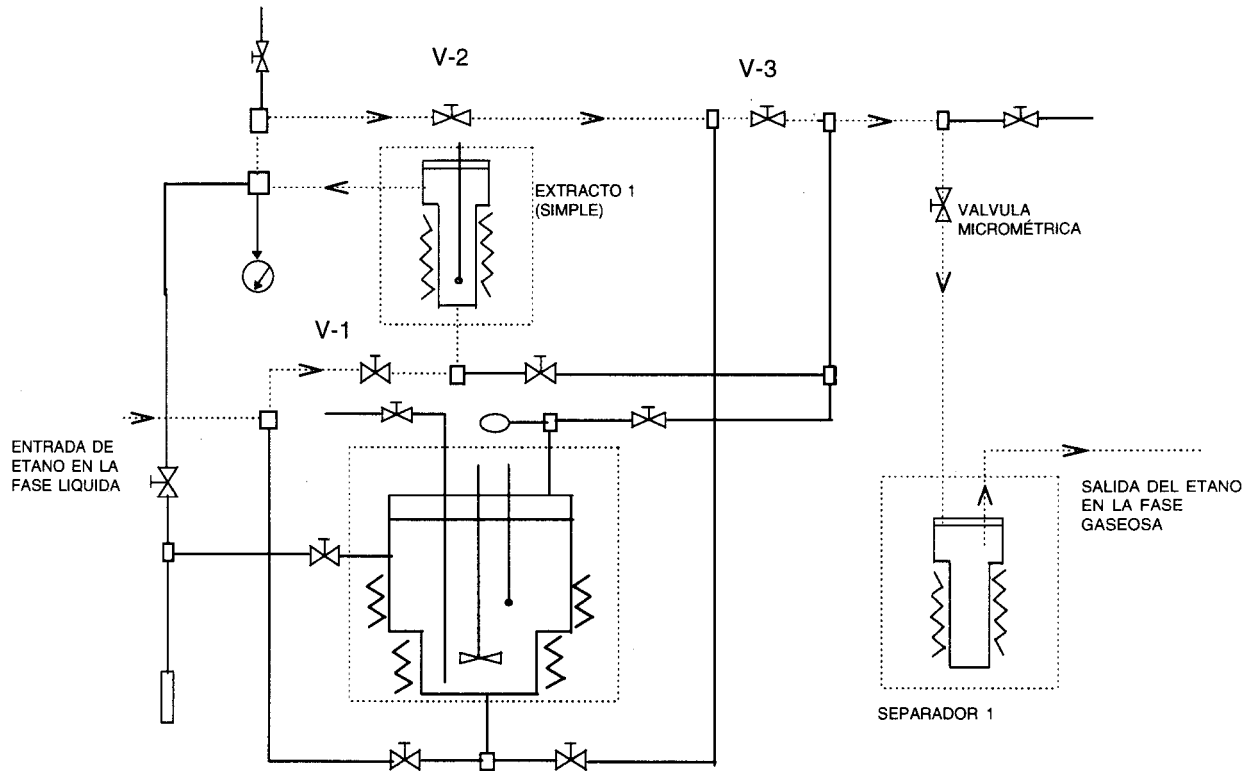 V-2
V-3
EXTRACTO 1
(SIMPLE)
VALVULA
MICROMÉTRICA
V-1
ENTRADA DE
ETANO EN LA
FASE LIQUIDA
SALIDA DEL ETANO
EN LA FASE
GASEOSA
SEPARADOR 1